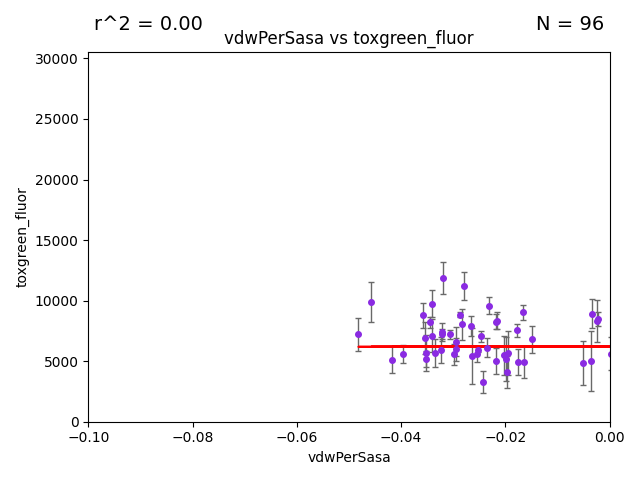 r^2 = 0.00
N = 96
vdwPerSasa vs toxgreen_fluor
30000
25000
20000
15000
10000
5000
0
toxgreen_fluor
−0.10
−0.08
−0.06
−0.04
−0.02
0.00
vdwPerSasa